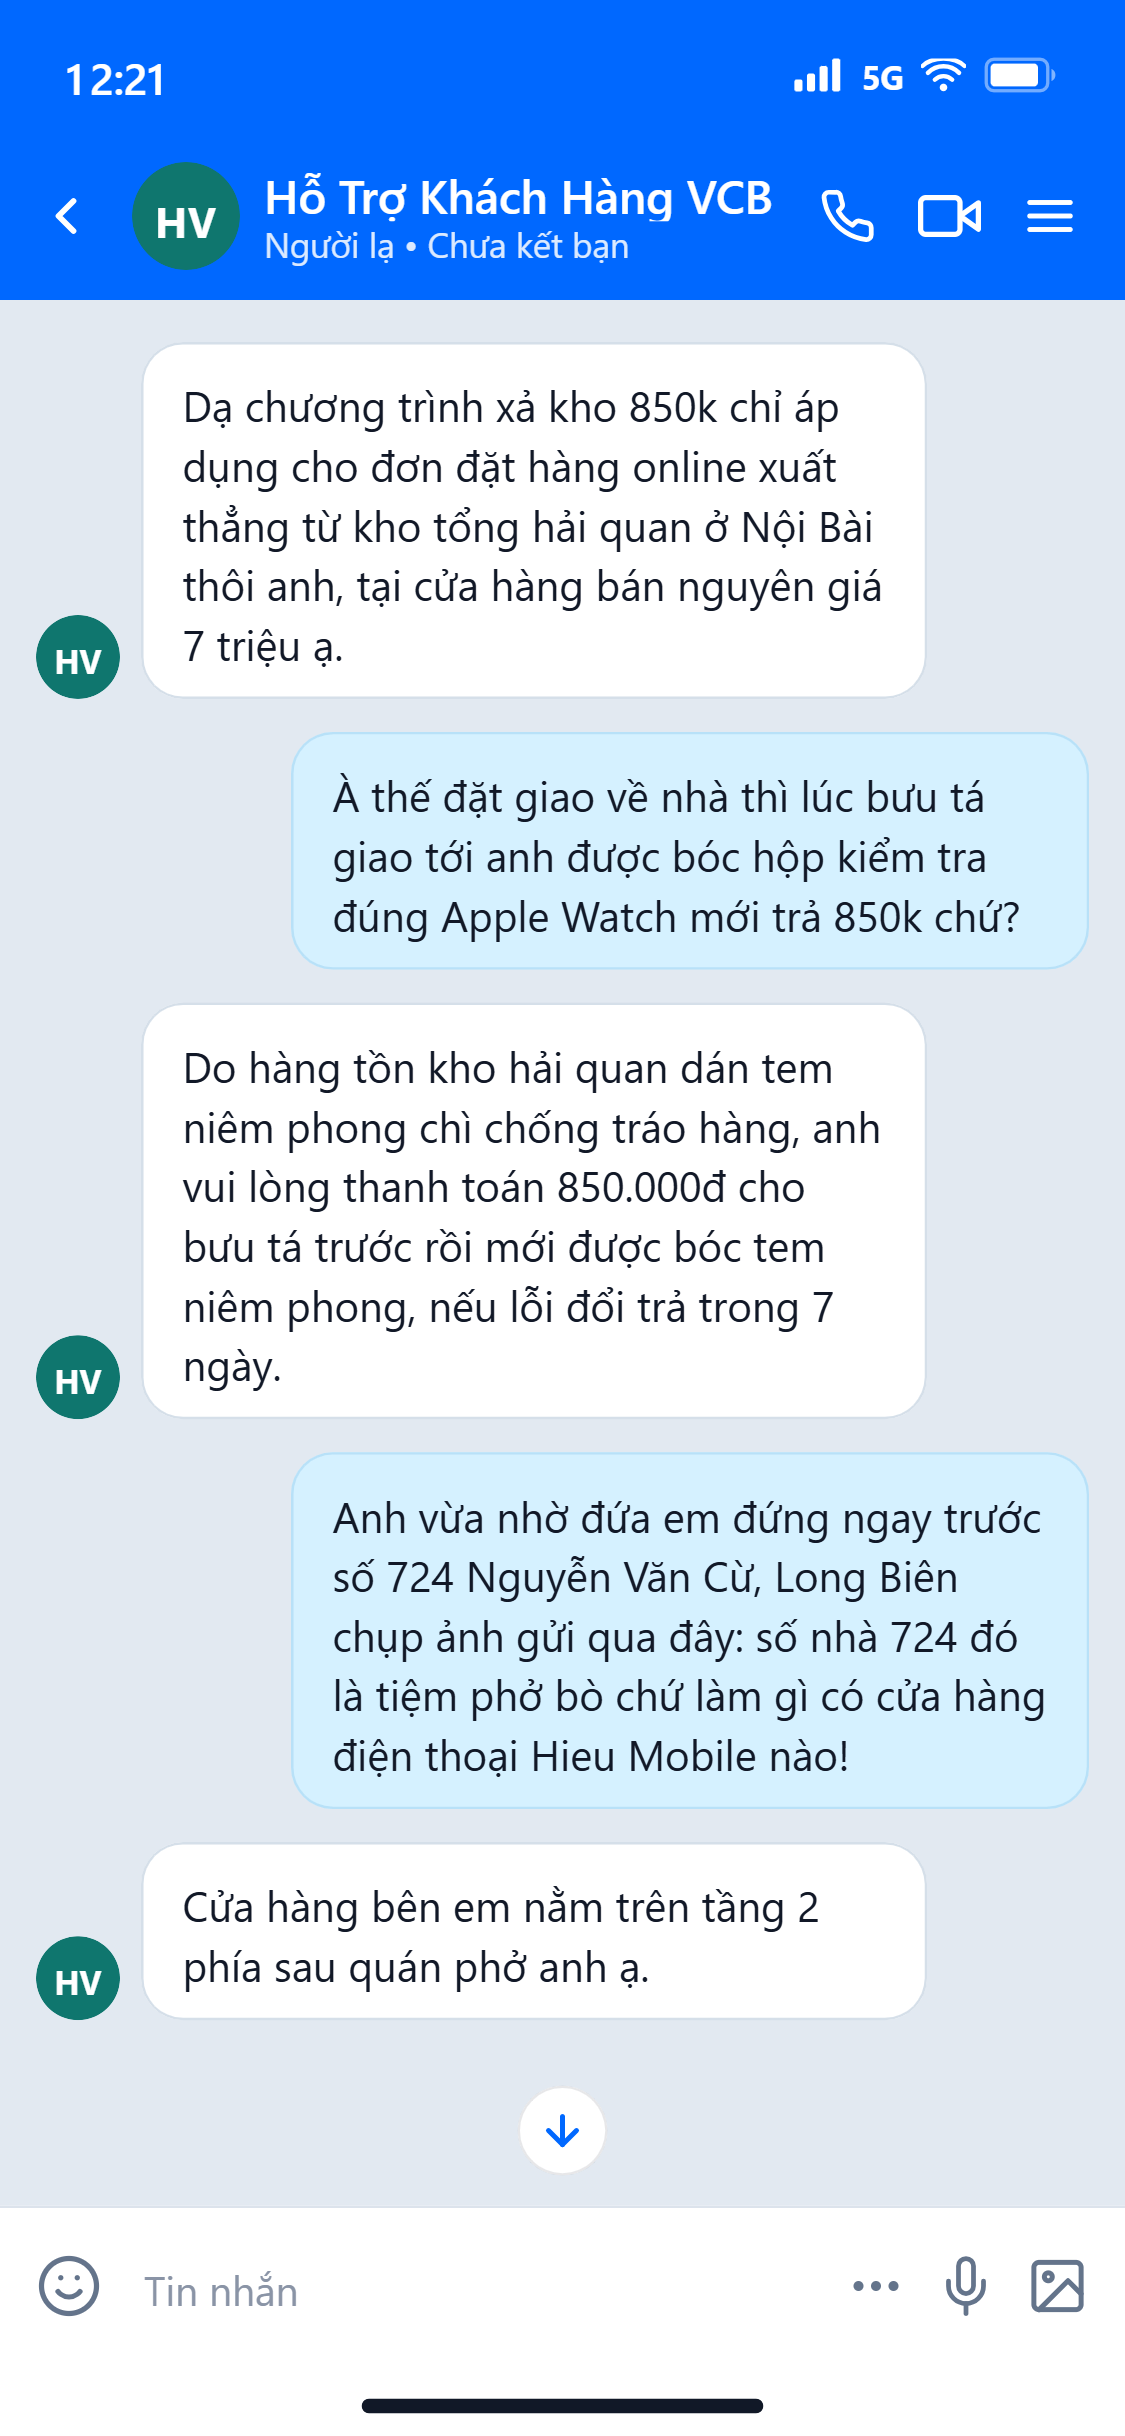 12:21
5G
HV
Hỗ Trợ Khách Hàng VCB
Người lạ • Chưa kết bạn
Dạ chương trình xả kho 850k chỉ áp
dụng cho đơn đặt hàng online xuất
thẳng từ kho tổng hải quan ở Nội Bài
thôi anh, tại cửa hàng bán nguyên giá
7 triệu ạ.
HV
À thế đặt giao về nhà thì lúc bưu tá
giao tới anh được bóc hộp kiểm tra
đúng Apple Watch mới trả 850k chứ?
Do hàng tồn kho hải quan dán tem
niêm phong chì chống tráo hàng, anh
vui lòng thanh toán 850.000đ cho
bưu tá trước rồi mới được bóc tem
niêm phong, nếu lỗi đổi trả trong 7
ngày.
HV
Anh vừa nhờ đứa em đứng ngay trước
số 724 Nguyễn Văn Cừ, Long Biên
chụp ảnh gửi qua đây: số nhà 724 đó
là tiệm phở bò chứ làm gì có cửa hàng
điện thoại Hieu Mobile nào!
Cửa hàng bên em nằm trên tầng 2
phía sau quán phở anh ạ.
HV
Tin nhắn